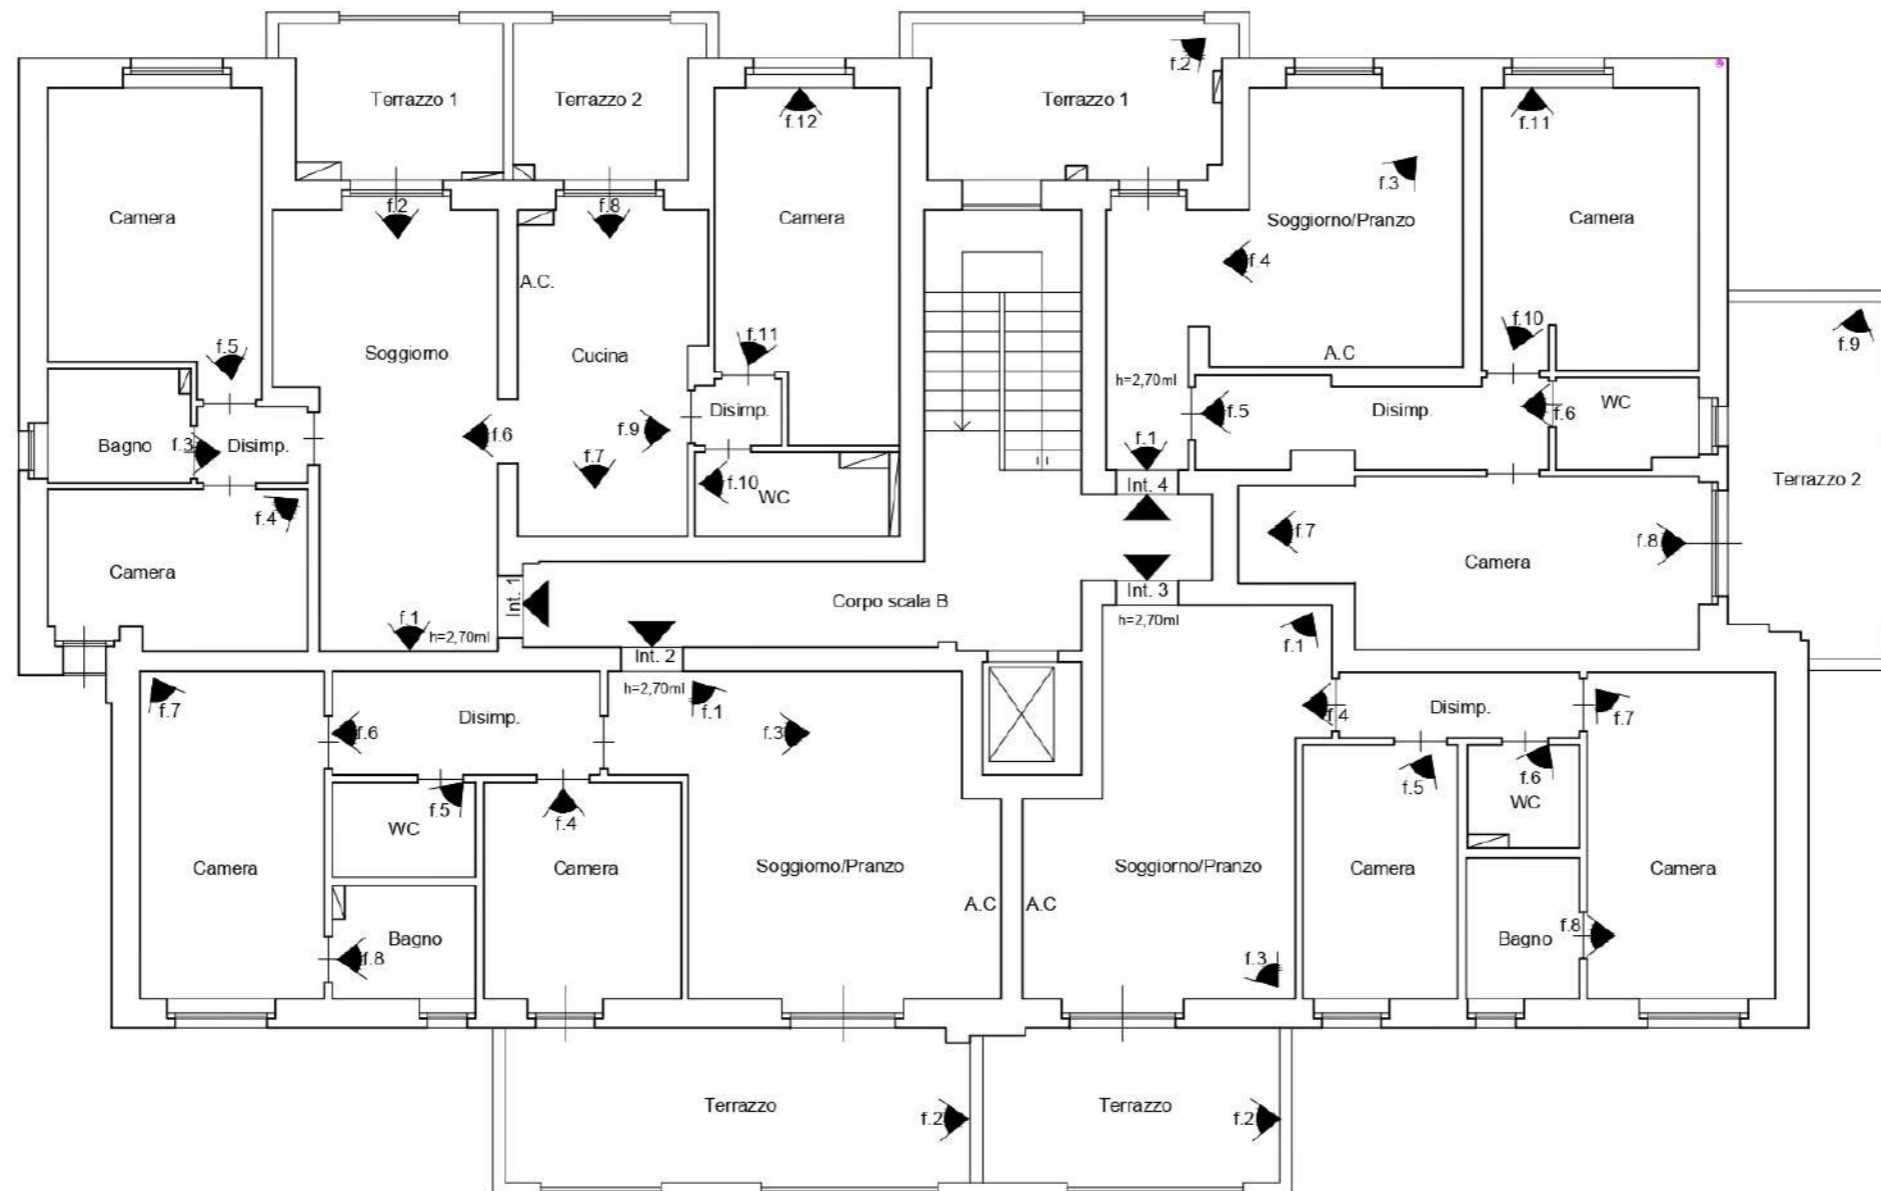 f.2
Terrazzo 1
Terrazzo 2
Terrazzo 1
f.12
f.11
f.3
Camera
f.2
f.8
Camera
Soggiorno/Pranzo
Camera
f.4
A.C.
f.5
Soggiorno
Cucina
f.11
A.C
f.10
f.9
h=2,70ml
Bagno
f.3
Disimp.
f.6
f.9
Disimp.
f.5
Disimp.
f.6
WC
f.7
f.10
WC
f.1
Int. 4
Terrazzo 2
f.4
f.7
f.8
Camera
Camera
Int. 1
Corpo scala B
Int. 3
h=2,70ml
f.1
h=2,70ml
Int. 2
h=2,70ml
f.1
f.7
Disimp.
f.6
f.1
f.3
f.4
Disimp.
f.7
f.5
WC
f.4
f.5
f.6
WC
Camera
Camera
Soggiorno/Pranzo
Soggiorno/Pranzo
Camera
Camera
A.C
A.C
Bagno
f.8
f.3
Bagno
f.8
Terrazzo
f.2
Terrazzo
f.2